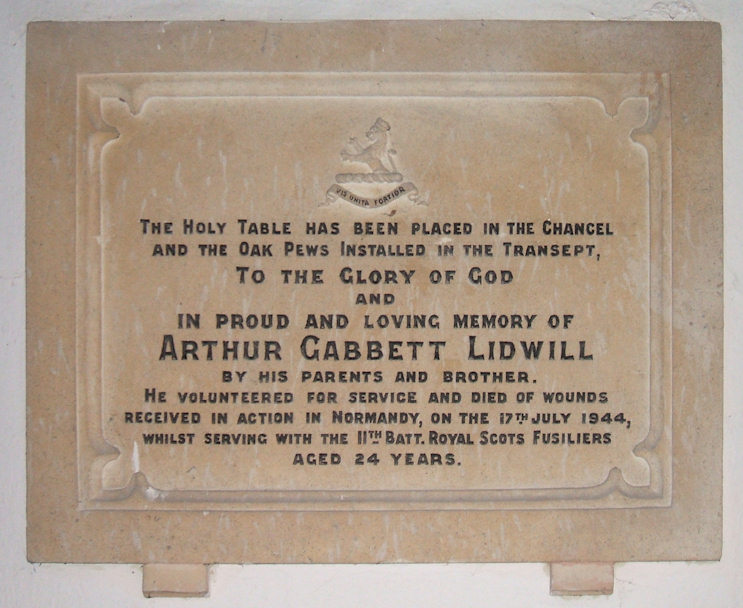 VIS UNITA FORTIOR
THE HOLY TABLE HAS BEEN PLACED IN THE CHANCEL
AND THE OAK PEWS INSTALLED IN THE TRANSEPT,
TO THE GLORY OF GOD
AND
IN PROUD AND LOVING MEMORY OF
ARTHUR GABBETT LIDWILL
BY HIS PARENTS AND BROTHER.
HE VOLUNTEERED FOR SERVICE AND DIED OF WOUNDS
RECEIVED IN ACTION IN NORMANDY, ON THE 17TH JULY 1944,
WHILST SERVING WITH THE 11TH BATT. ROYAL SCOTS FUSILIERS
AGED 24 YEARS.